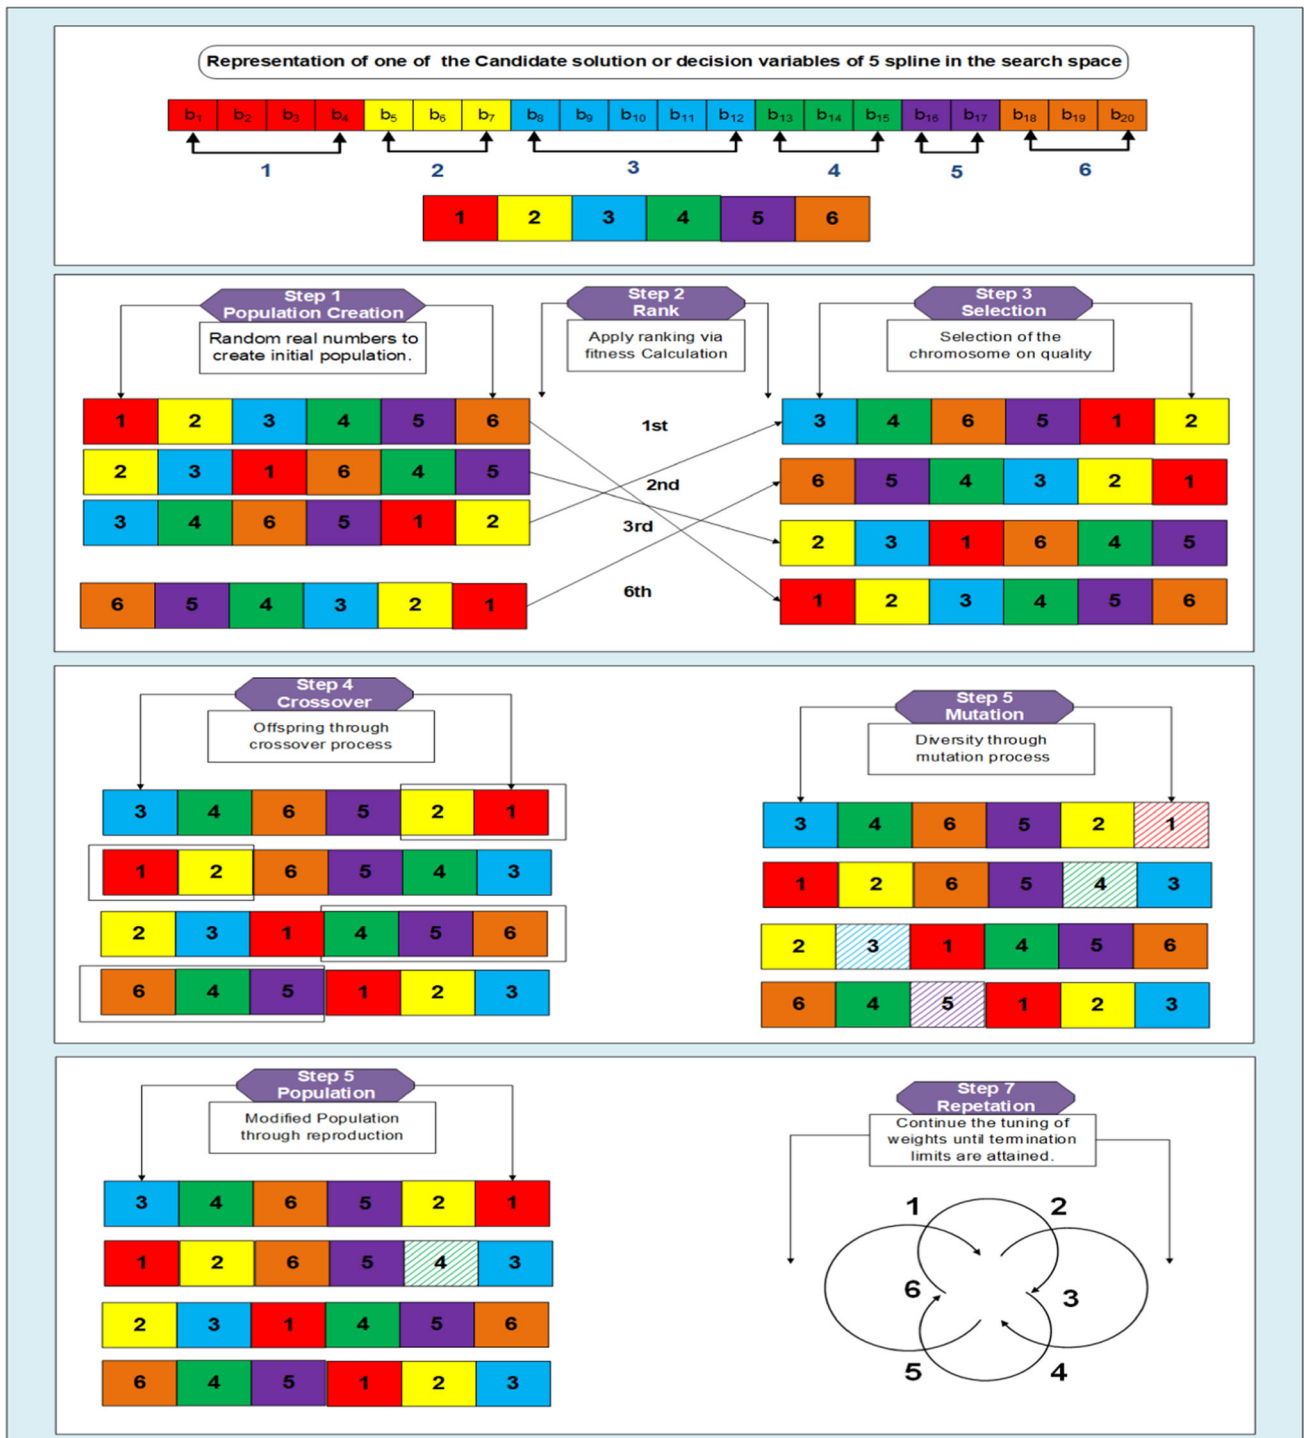 Representation of one of the Candidate solution or decision variables of 5 spline in the search space
b1 b2 b3 b4 b5 b6 b7 b8 b9 b10 b11 b12 b13 b14 b15 b16 b17 b18 b19 b20
1 2 3 4 5 6
1 2 3 4 5 6
Step 1
Population Creation
Random real numbers to
create initial population.
Step 2
Rank
Apply ranking via
fitness Calculation
Step 3
Selection
Selection of the
chromosome on quality
1 2 3 4 5 6
2 3 1 6 4 5
3 4 6 5 1 2
6 5 4 3 2 1
1st
2nd
3rd
6th
3 4 6 5 1 2
6 5 4 3 2 1
2 3 1 6 4 5
1 2 3 4 5 6
Step 4
Crossover
Offspring through
crossover process
3 4 6 5 2 1
1 2 6 5 4 3
2 3 1 4 5 6
6 4 5 1 2 3
Step 5
Mutation
Diversity through
mutation process
3 4 6 5 2 1
1 2 6 5 4 3
2 3 1 4 5 6
6 4 5 1 2 3
Step 5
Population
Modified Population
through reproduction
3 4 6 5 2 1
1 2 6 5 4 3
2 3 1 4 5 6
6 4 5 1 2 3
Step 7
Repetation
Continue the tuning of
weights until termination
limits are attained.
1 2
6 3
5 4